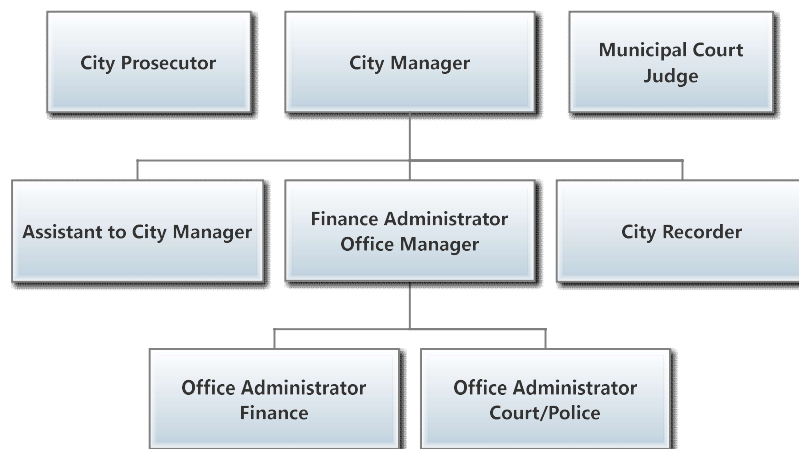 City Prosecutor
City Manager
Municipal Court
Judge
Assistant to City Manager
Finance Administrator
Office Manager
City Recorder
Office Administrator
Finance
Office Administrator
Court/Police